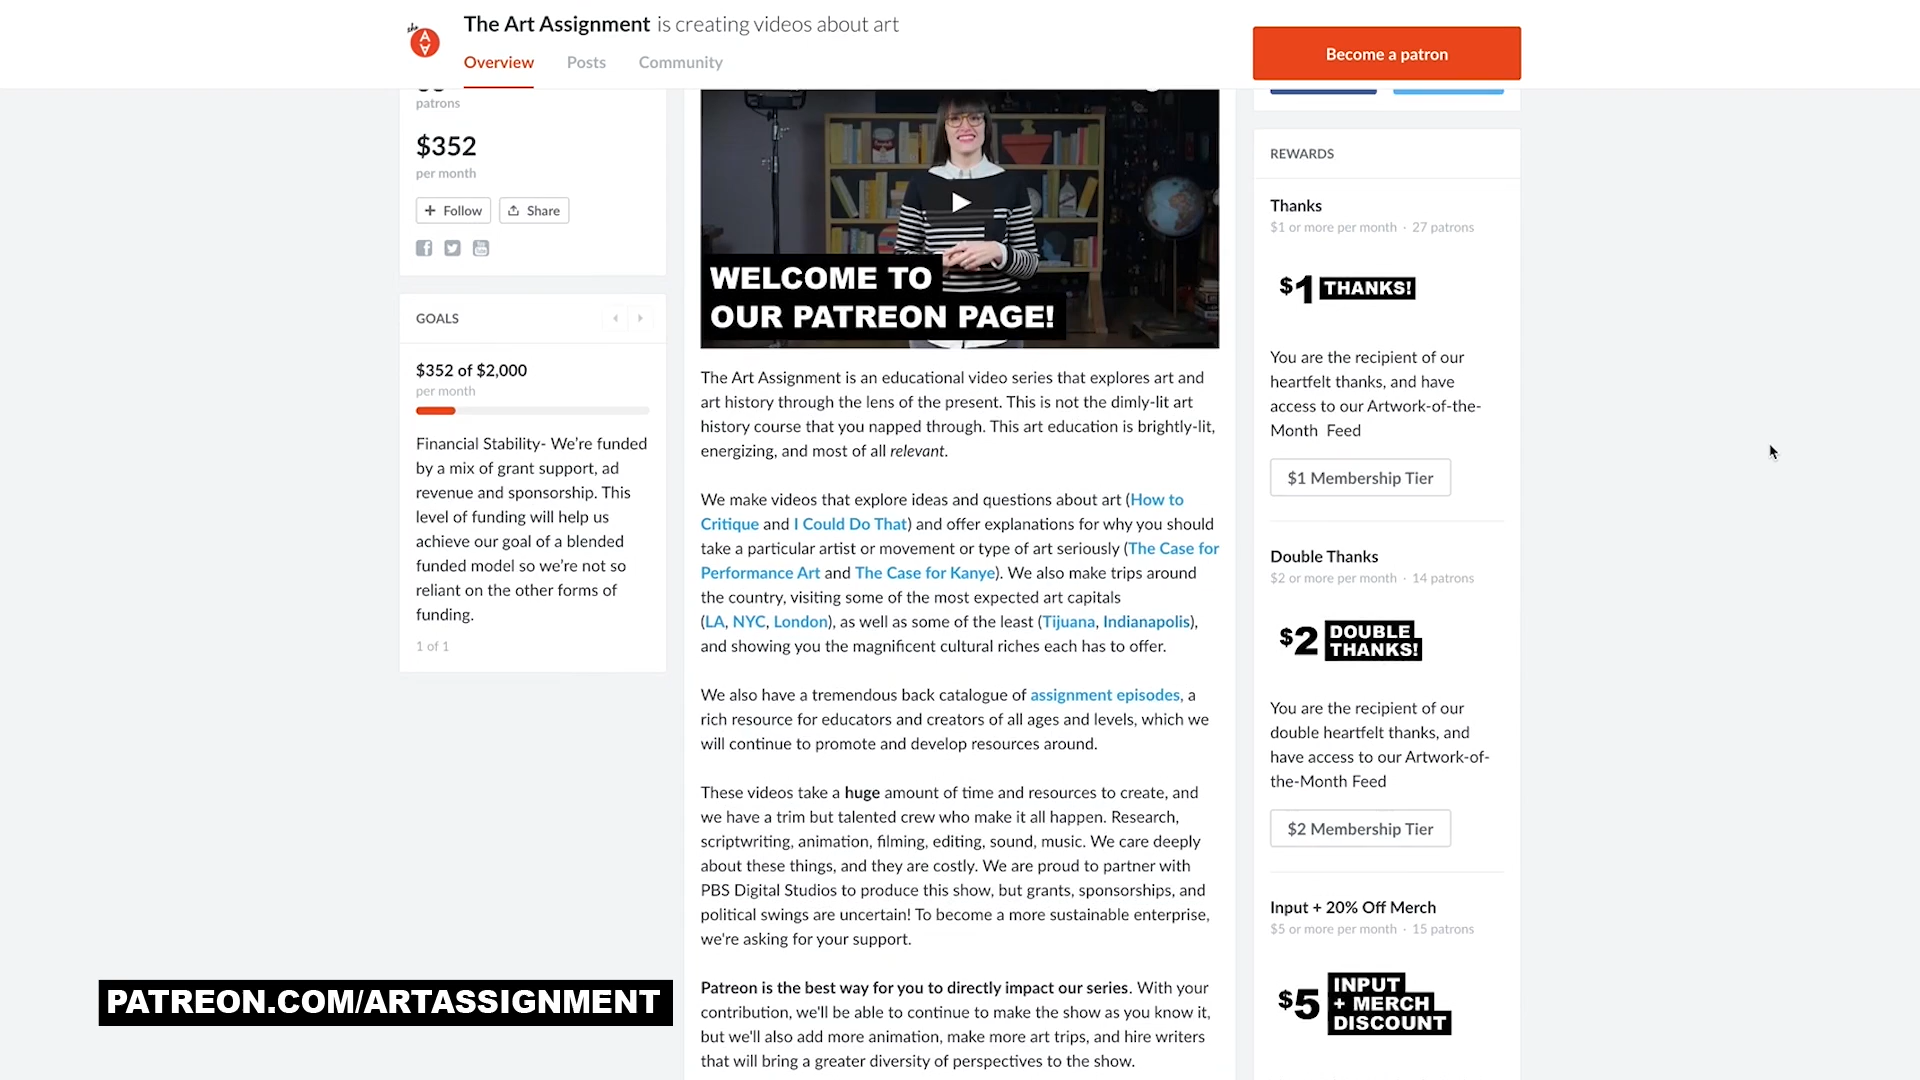 The Art Assignment is creating videos about art
Overview Posts Community
Become a patron
patrons
$352
per month
+ Follow
Share
GOALS
$352 of $2,000
per month
Financial Stability- We're funded
by a mix of grant support, ad
revenue and sponsorship. This
level of funding will help us
achieve our goal of a blended
funded model so we're not so
reliant on the other forms of
funding.
1 of 1
WELCOME TO
OUR PATREON PAGE!
The Art Assignment is an educational video series that explores art and
art history through the lens of the present. This is not the dimly-lit art
history course that you napped through. This art education is brightly-lit,
energizing, and most of all relevant.
We make videos that explore ideas and questions about art (How to
Critique and I Could Do That) and offer explanations for why you should
take a particular artist or movement or type of art seriously (The Case for
Performance Art and The Case for Kanye). We also make trips around
the country, visiting some of the most expected art capitals
(LA, NYC, London), as well as some of the least (Tijuana, Indianapolis),
and showing you the magnificent cultural riches each has to offer.
We also have a tremendous back catalogue of assignment episodes, a
rich resource for educators and creators of all ages and levels, which we
will continue to promote and develop resources around.
These videos take a huge amount of time and resources to create, and
we have a trim but talented crew who make it all happen. Research,
scriptwriting, animation, filming, editing, sound, music. We care deeply
about these things, and they are costly. We are proud to partner with
PBS Digital Studios to produce this show, but grants, sponsorships, and
political swings are uncertain! To become a more sustainable enterprise,
we're asking for your support.
Patreon is the best way for you to directly impact our series. With your
contribution, we'll be able to continue to make the show as you know it,
but we'll also add more animation, make more art trips, and hire writers
that will bring a greater diversity of perspectives to the show.
REWARDS
Thanks
$1 or more per month · 27 patrons
$1 THANKS!
You are the recipient of our
heartfelt thanks, and have
access to our Artwork-of-the-
Month Feed
$1 Membership Tier
Double Thanks
$2 or more per month · 14 patrons
$2 DOUBLE
THANKS!
You are the recipient of our
double heartfelt thanks, and
have access to our Artwork-of-
the-Month Feed
$2 Membership Tier
Input + 20% Off Merch
$5 or more per month · 15 patrons
$5 INPUT
+ MERCH
DISCOUNT
PATREON.COM/ARTASSIGNMENT